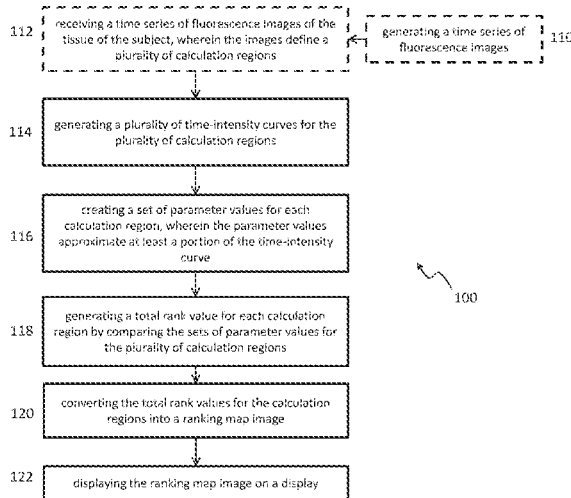 112
receiving a time series of fluorescence images of the
tissue of the subject, wherein the images define a
plurality of calculation regions
generating a time series of
fluorescence images
110
114
generating a plurality of time-intensity curves for the
plurality of calculation regions
116
creating a set of parameter values for each
calculation region, wherein the parameter values
approximate at least a portion of the time-intensity
curve
100
118
generating a total rank value for each calculation
region by comparing the sets of parameter values for
the plurality of calculation regions
120
converting the total rank values for the calculation
regions into a ranking map image
122
displaying the ranking map image on a display